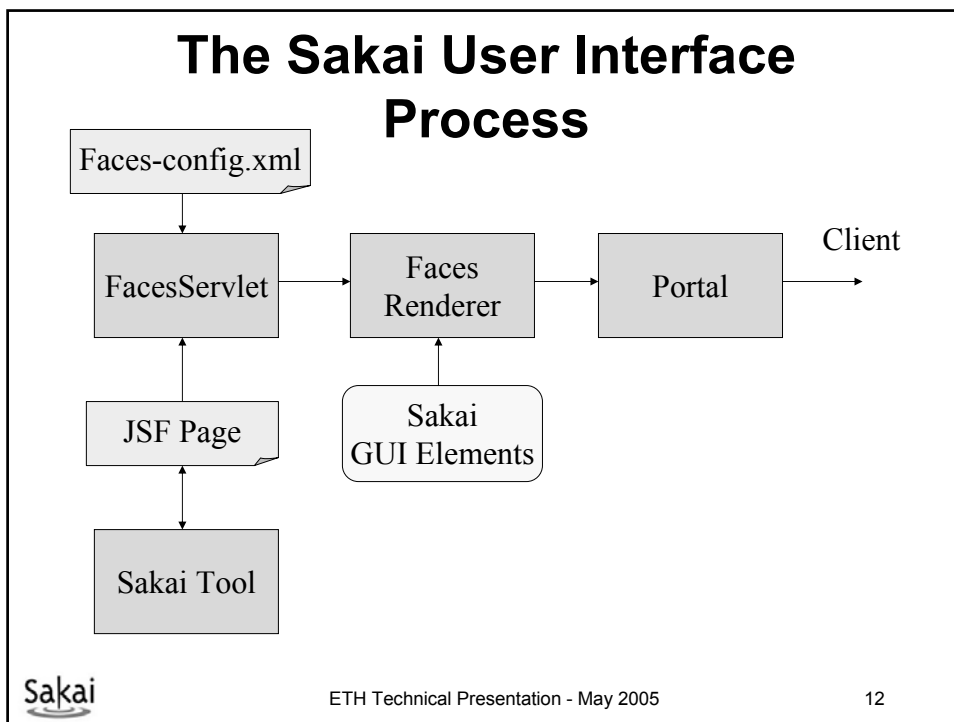 The Sakai User Interface
Process
Faces-config.xml
FacesServlet
Faces
Renderer
Portal
Client
JSF Page
Sakai
GUI Elements
Sakai Tool
Sakai
ETH Technical Presentation - May 2005
12